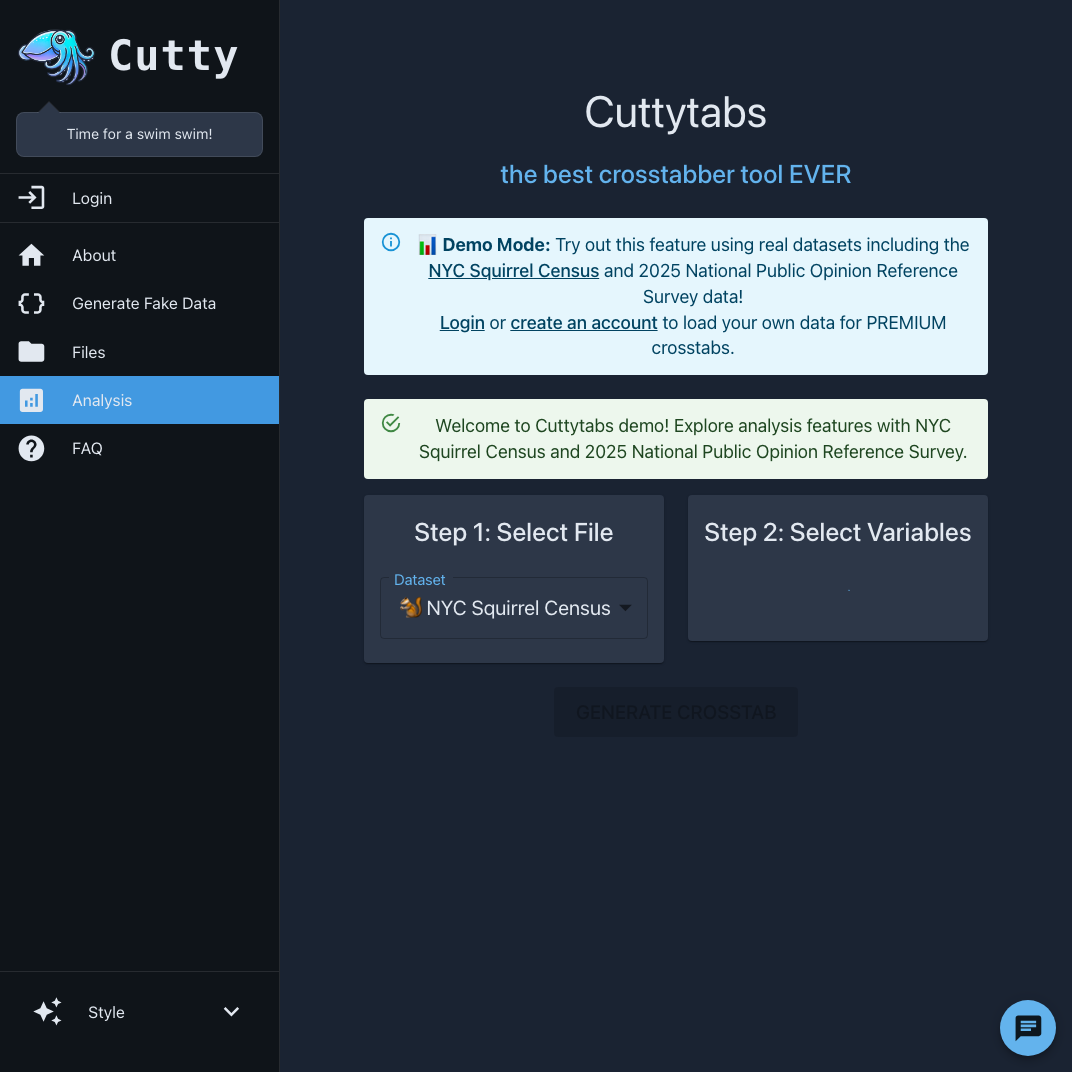 Cutty
Time for a swim swim!
Login
About
Generate Fake Data
Files
Analysis
FAQ
Style
Cuttytabs
the best crosstabber tool EVER
Demo Mode: Try out this feature using real datasets including the
NYC Squirrel Census and 2025 National Public Opinion Reference
Survey data!
Login or create an account to load your own data for PREMIUM
crosstabs.
Welcome to Cuttytabs demo! Explore analysis features with NYC
Squirrel Census and 2025 National Public Opinion Reference Survey.
Step 1: Select File
Dataset
NYC Squirrel Census
Step 2: Select Variables
GENERATE CROSSTAB